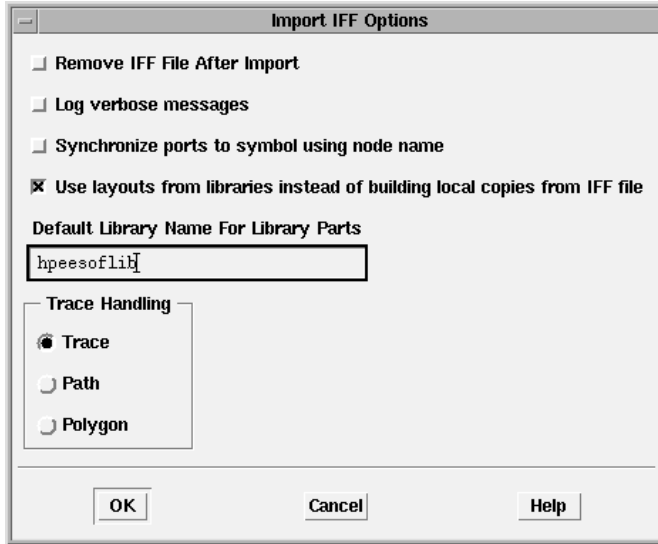 Import IFF Options
Remove IFF File After Import
Log verbose messages
Synchronize ports to symbol using node name
Use layouts from libraries instead of building local copies from IFF file
Default Library Name For Library Parts
hpeesoflib
Trace Handling
Trace
Path
Polygon
OK Cancel Help